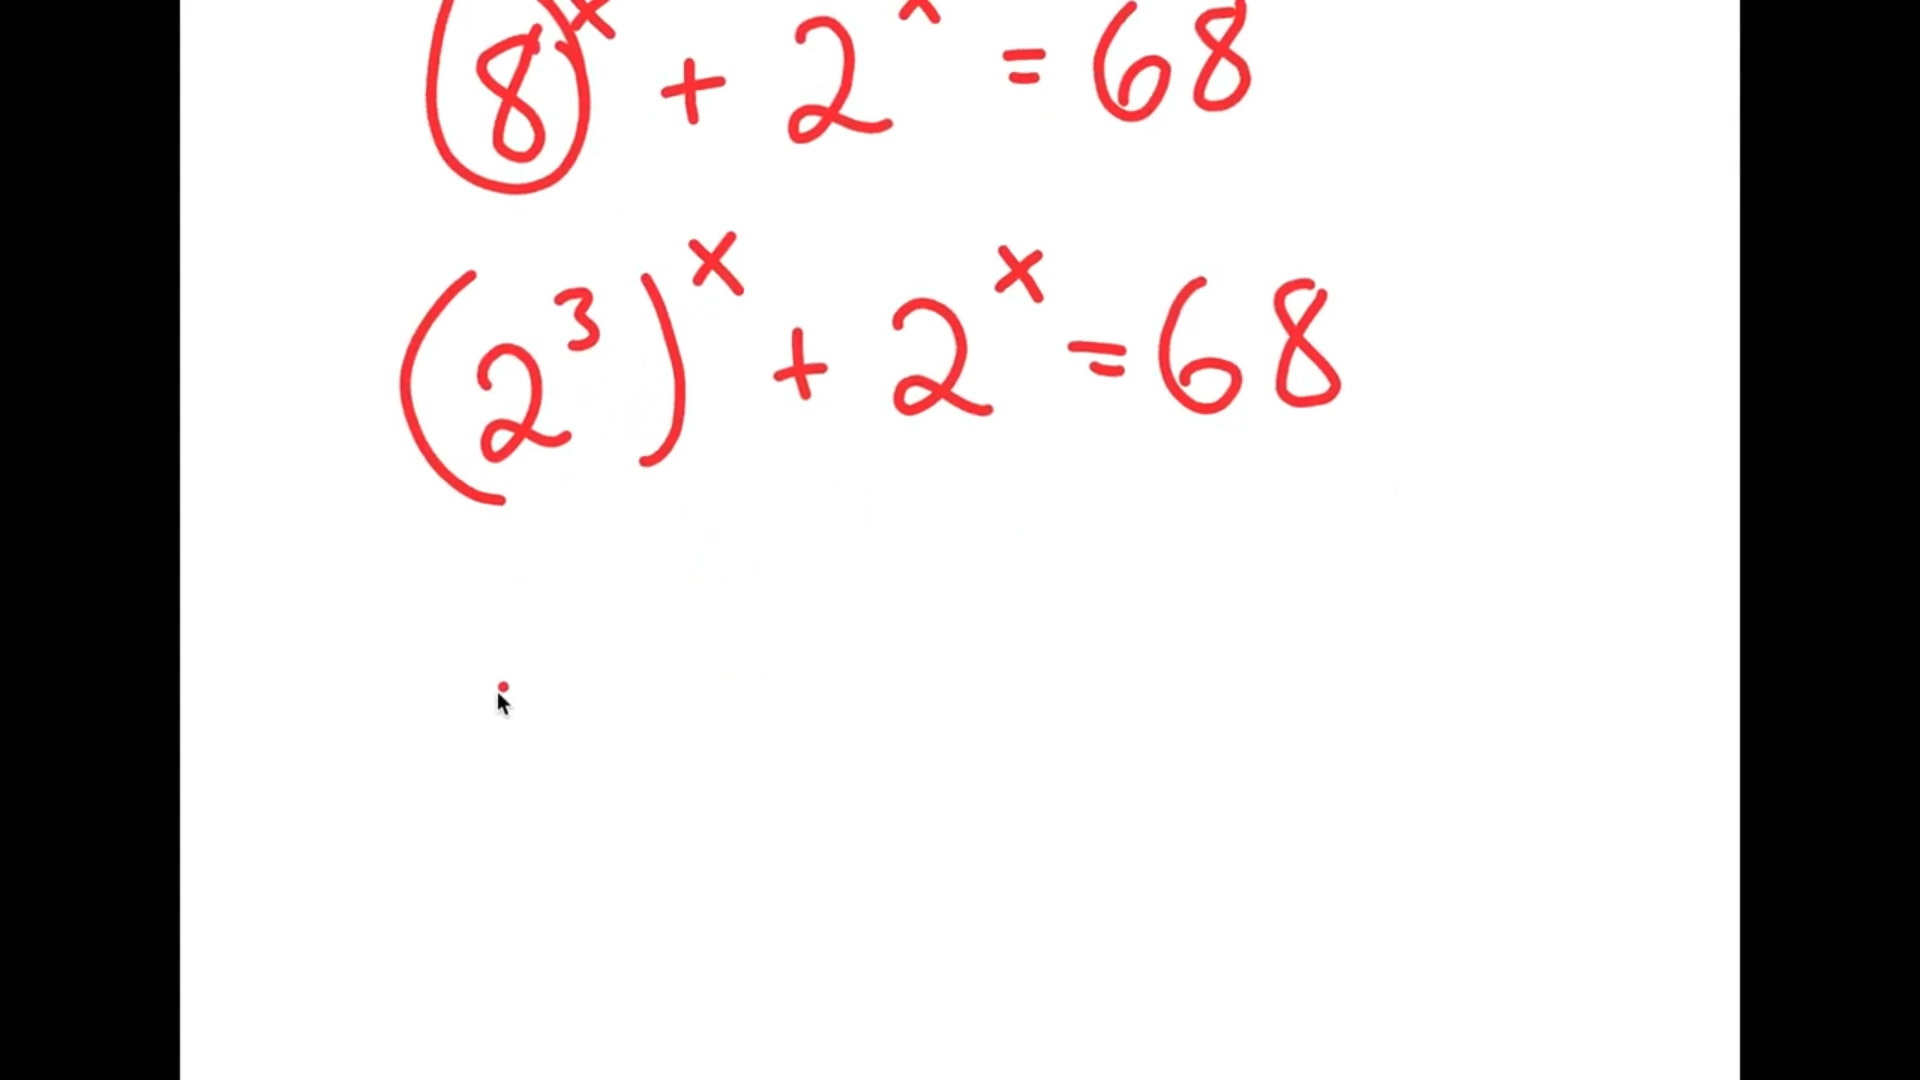 8^x + 2^x = 68
(2^3)^x + 2^x = 68